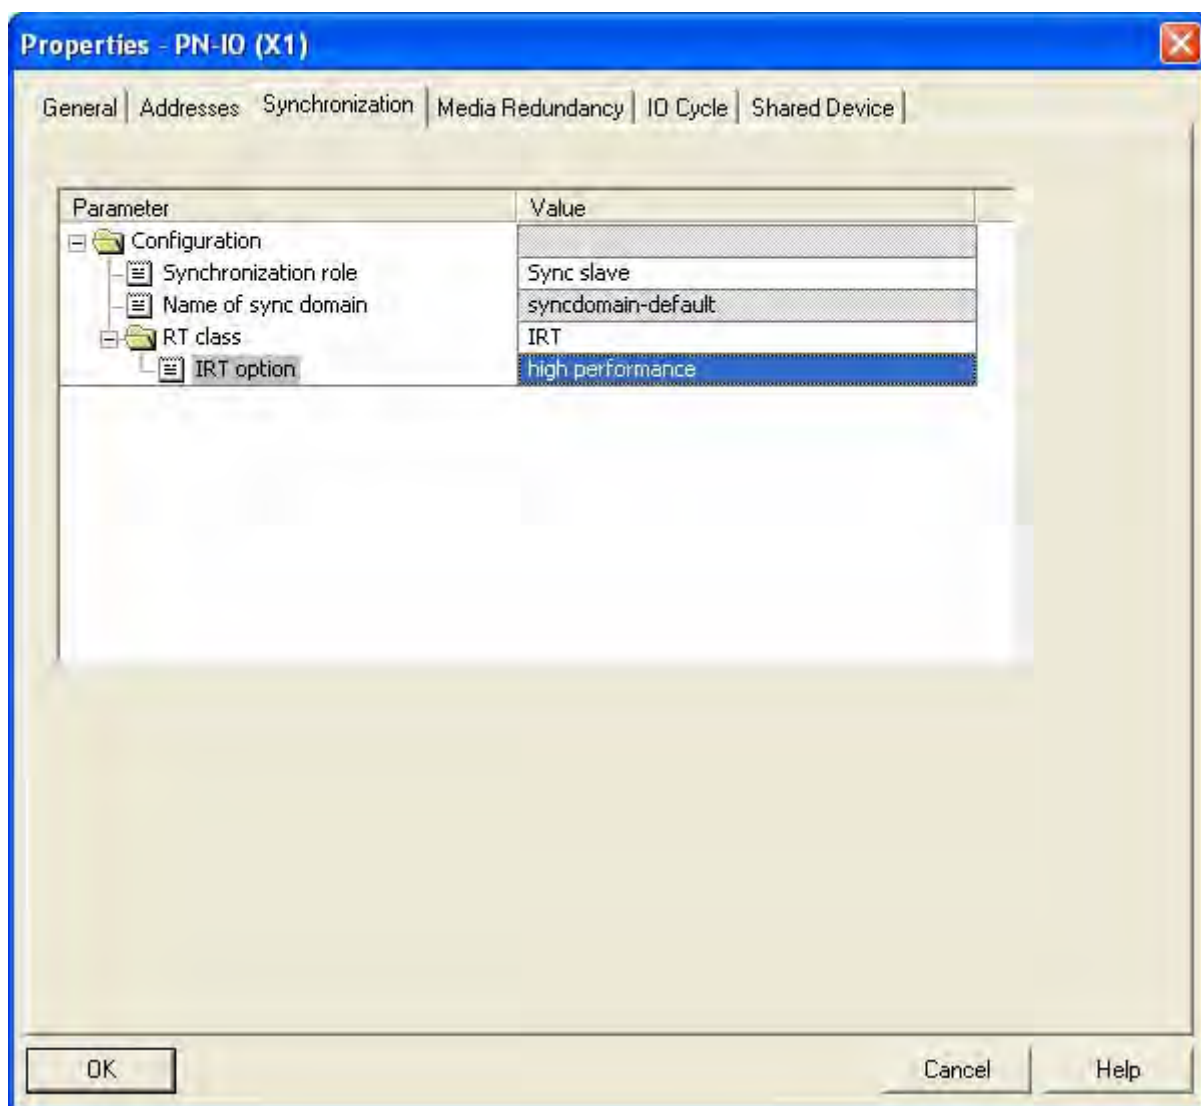 Properties - PN-IO (X1)
General Addresses Synchronization Media Redundancy IO Cycle Shared Device
Parameter Value
Configuration
Synchronization role Sync slave
Name of sync domain syncdomain-default
RT class IRT
IRT option high performance
OK Cancel Help